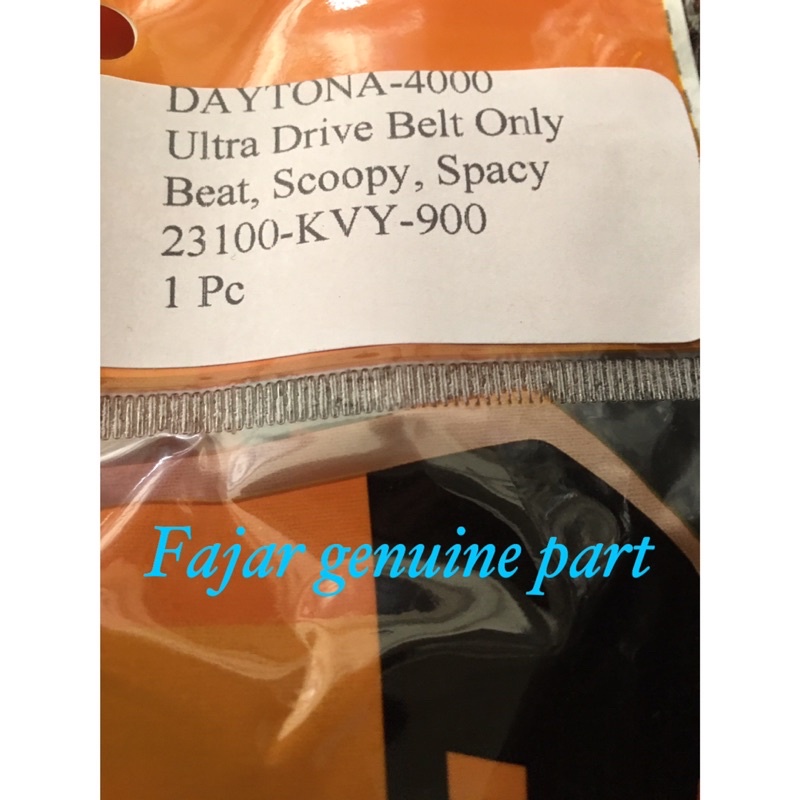 DAYTONA-4000
Ultra Drive Belt Only
Beat, Scoopy, Spacy
23100-KVY-900
1 Pc
Fajar genuine part